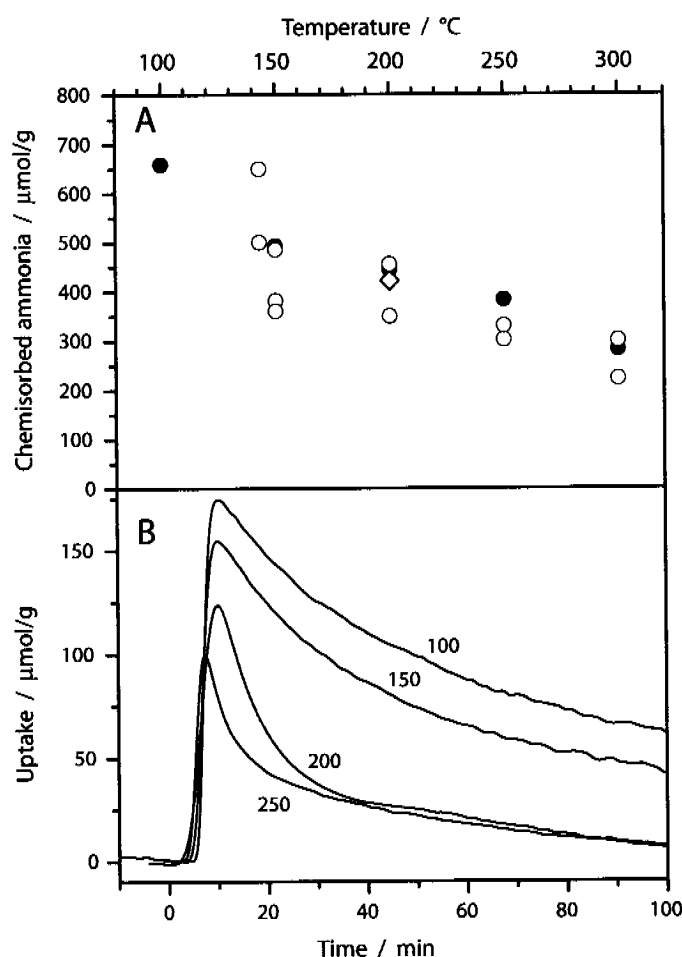 Temperature / °C
100 150 200 250 300
A
Chemisorbed ammonia / μmol/g
800
700
600
500
400
300
200
100
0
B
Uptake / μmol/g
150
100
50
0
100
150
200
250
0 20 40 60 80 100
Time / min